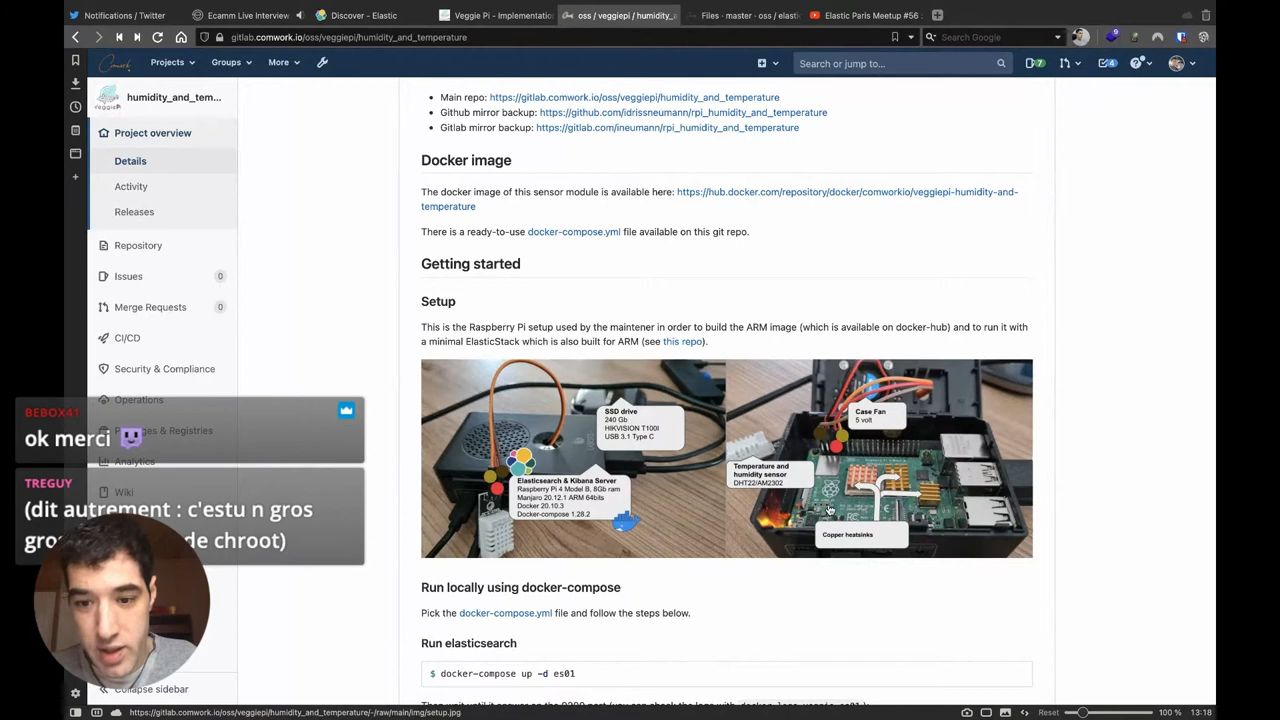 Notifications / Twitter
Ecamm Live Interview
Discover - Elastic
Veggie Pi - Implementatio
oss / veggiepi / humidity_an
Files · master · oss / elasti
Elastic Paris Meetup #56 :
gitlab.comwork.io/oss/veggiepi/humidity_and_temperature
Search Google
Projects
Groups
More
Search or jump to...
7
4
humidity_and_tem...
Project overview
Details
Activity
Releases
Repository
Issues
0
Merge Requests
0
CI/CD
Security & Compliance
Operations
Packages & Registries
Analytics
Wiki
Collapse sidebar
• Main repo: https://gitlab.comwork.io/oss/veggiepi/humidity_and_temperature
• Github mirror backup: https://github.com/idrissneumann/rpi_humidity_and_temperature
• Gitlab mirror backup: https://gitlab.com/ineumann/rpi_humidity_and_temperature
Docker image
The docker image of this sensor module is available here: https://hub.docker.com/repository/docker/comworkio/veggiepi-humidity-and-
temperature
There is a ready-to-use docker-compose.yml file available on this git repo.
Getting started
Setup
This is the Raspberry Pi setup used by the maintener in order to build the ARM image (which is available on docker-hub) and to run it with
a minimal ElasticStack which is also built for ARM (see this repo).
SSD drive
240 Gb
HIKVISION T100I
USB 3.1 Type C
Elasticsearch & Kibana Server
Raspberry Pi 4 Model B, 8Gb ram
Manjaro 20.12.1 ARM 64bits
Docker 20.10.3
Docker-compose 1.28.2
Case Fan
5 volt
Temperature and
humidity sensor
DHT22/AM2302
Copper heatsinks
Run locally using docker-compose
Pick the docker-compose.yml file and follow the steps below.
Run elasticsearch
$ docker-compose up -d es01
BEBOX41
ok merci
TREGUY
(dit autrement : c'estu n gros
gros de chroot)
https://gitlab.comwork.io/oss/veggiepi/humidity_and_temperature/-/raw/main/img/setup.jpg
Reset
100 %
13:18